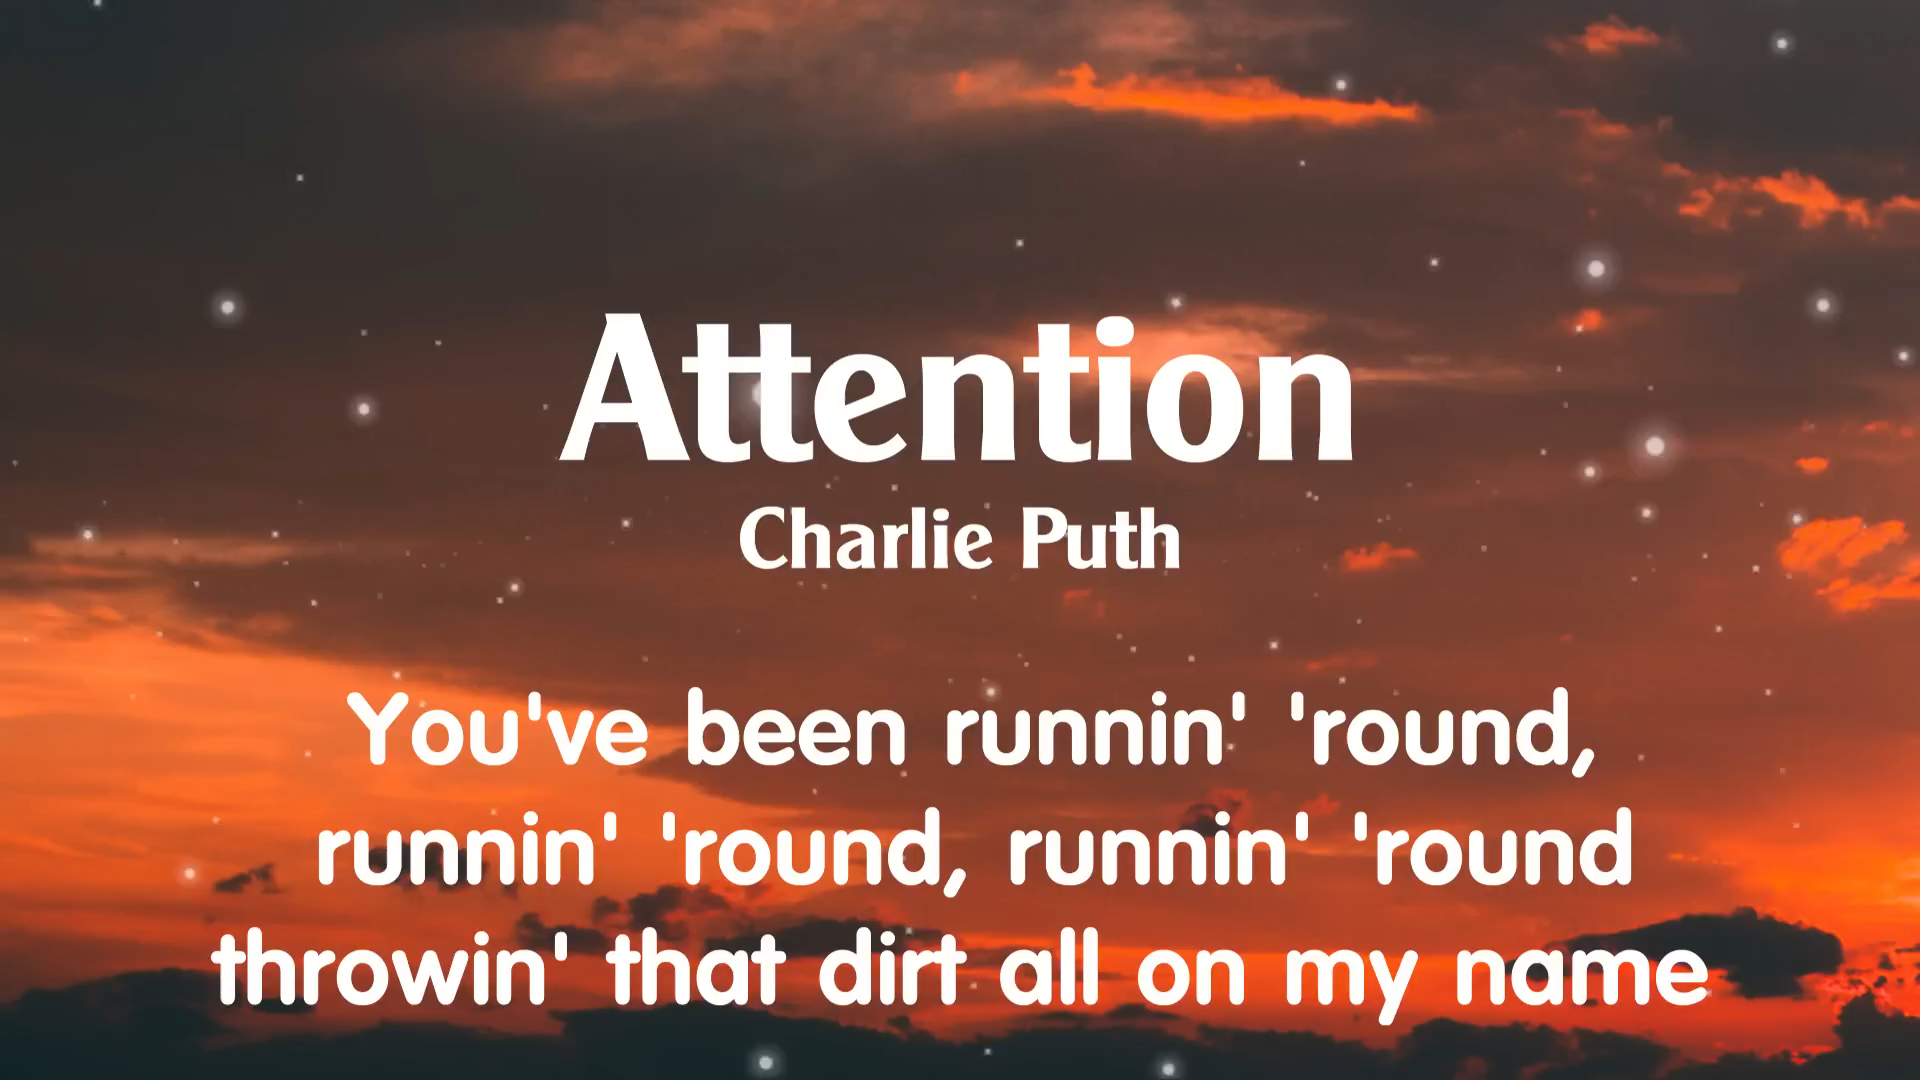 Attention
Charlie Puth
You've been runnin' 'round,
runnin' 'round, runnin' 'round
throwin' that dirt all on my name